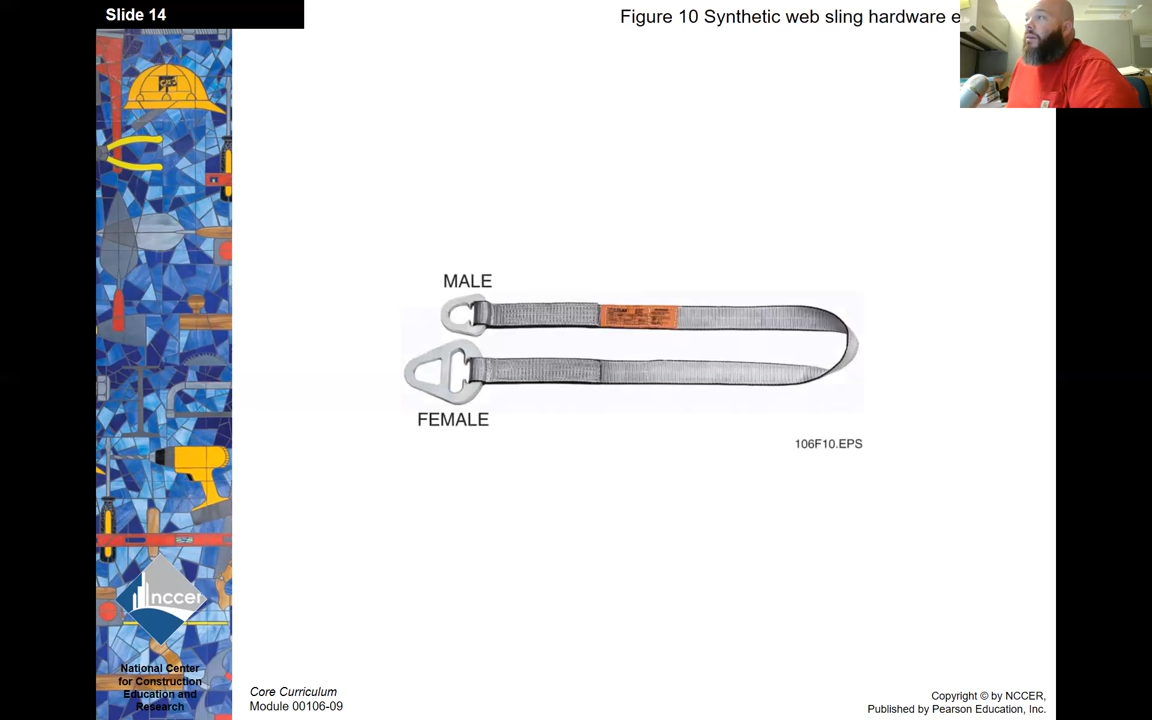 Slide 14
Figure 10 Synthetic web sling hardware e
MALE
FEMALE
106F10.EPS
nccer
National Center
for Construction
Education and
Research
Core Curriculum
Module 00106-09
Copyright © by NCCER,
Published by Pearson Education, Inc.